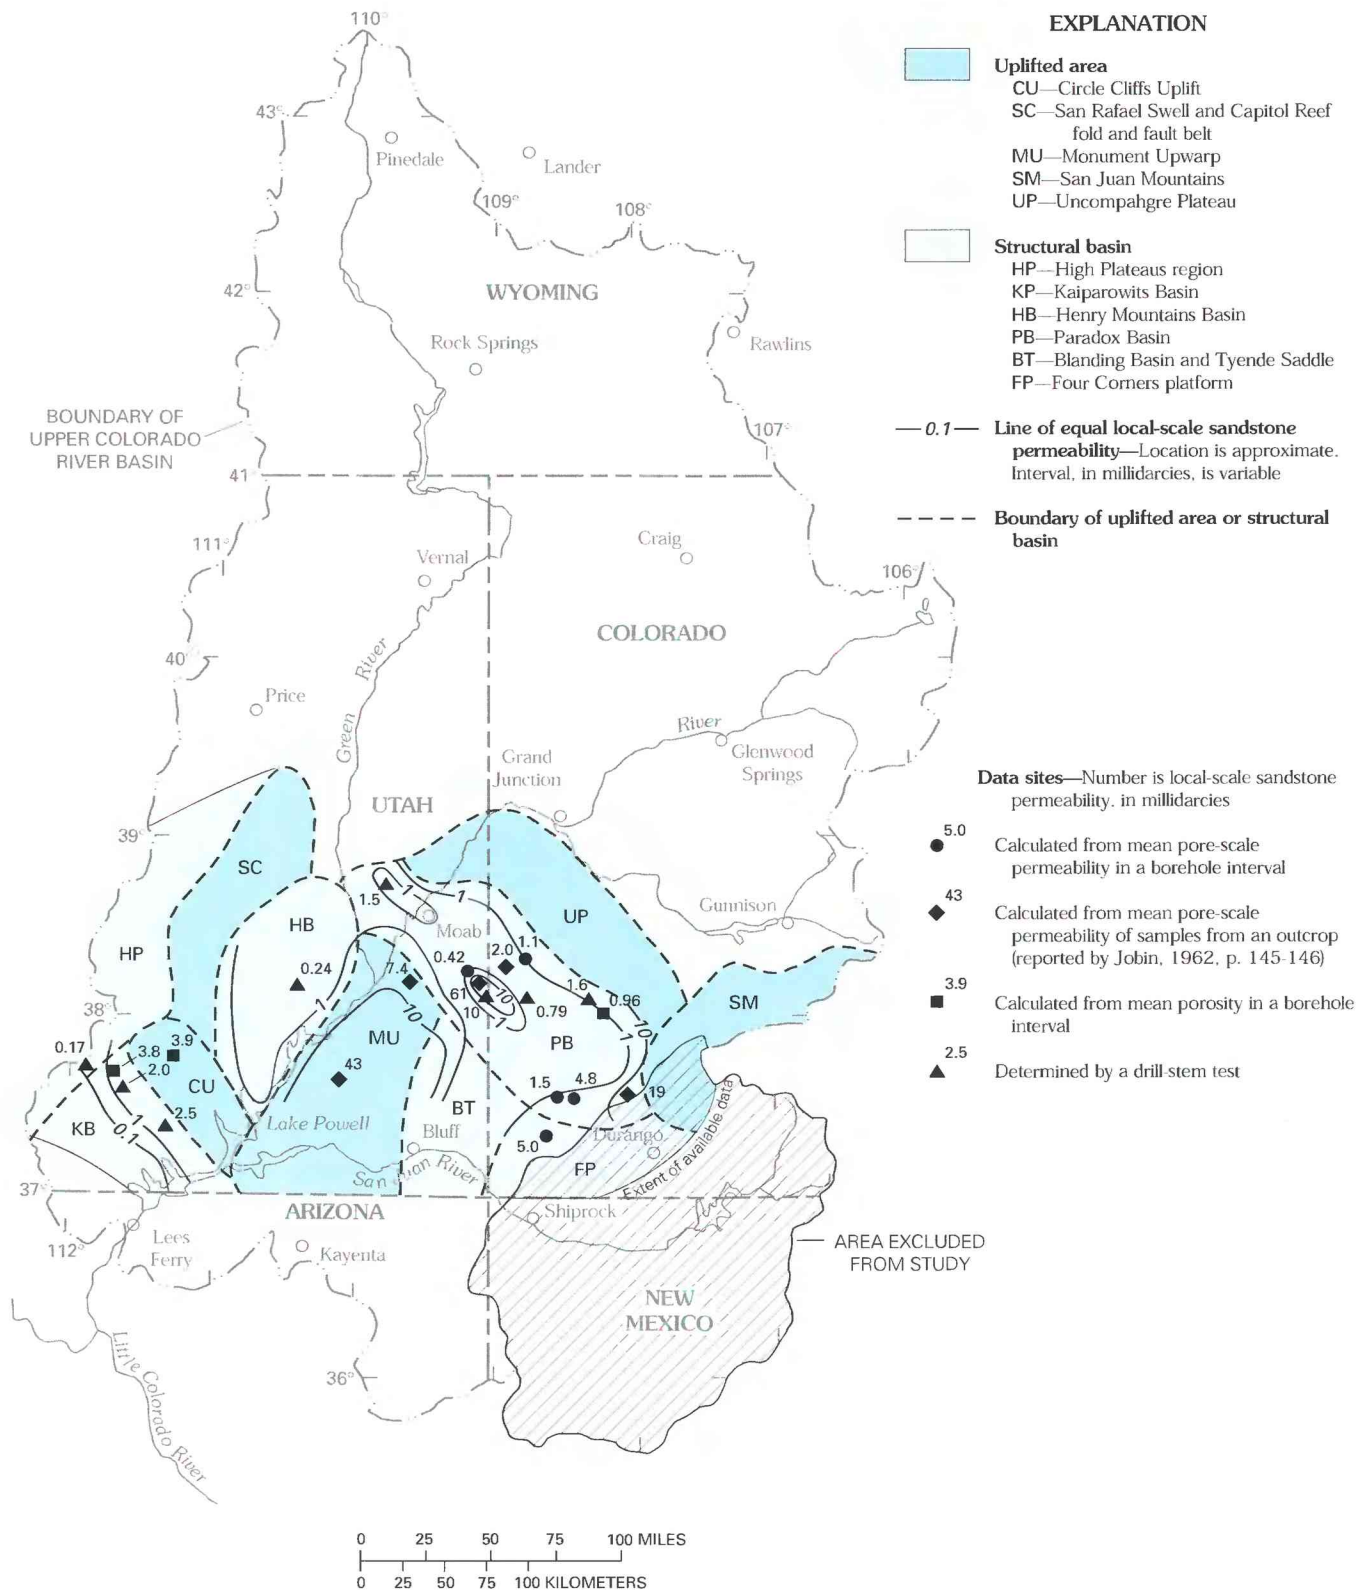 110°
43°
Pinedale
Lander
109°
108°
42°
WYOMING
Rock Springs
Rawlins
BOUNDARY OF
UPPER COLORADO
RIVER BASIN
107°
41°
111°
Vernal
Craig
106°
COLORADO
40°
Green River
Price
River
Glenwood
Springs
Grand
Junction
UTAH
39°
SC
1.5
1
1
UP
Gunnison
HB
Moab
HP
0.42
2.0
1.1
7.4
0.24
61
10
10
1
0.79
1.6
0.96
SM
38°
1
10
MU
PB
10
1
0.17
3.8
3.9
2.0
43
CU
1.5
4.8
19
BT
2.5
Lake Powell
KB
0.1
1
Bluff
5.0
Durango
FP
San Juan River
Extent of available data
37°
ARIZONA
Shiprock
112°
Lees
Ferry
Kayenta
AREA EXCLUDED
FROM STUDY
NEW
MEXICO
36°
Little Colorado River
0 25 50 75 100 MILES
0 25 50 75 100 KILOMETERS
EXPLANATION
Uplifted area
CU—Circle Cliffs Uplift
SC—San Rafael Swell and Capitol Reef
fold and fault belt
MU—Monument Upwarp
SM—San Juan Mountains
UP—Uncompahgre Plateau
Structural basin
HP—High Plateaus region
KP—Kaiparowits Basin
HB—Henry Mountains Basin
PB—Paradox Basin
BT—Blanding Basin and Tyende Saddle
FP—Four Corners platform
—0.1— Line of equal local-scale sandstone
permeability—Location is approximate.
Interval, in millidarcies, is variable
Boundary of uplifted area or structural
basin
Data sites—Number is local-scale sandstone
permeability. in millidarcies
5.0
Calculated from mean pore-scale
permeability in a borehole interval
43
Calculated from mean pore-scale
permeability of samples from an outcrop
(reported by Jobin, 1962, p. 145-146)
3.9
Calculated from mean porosity in a borehole
interval
2.5
Determined by a drill-stem test